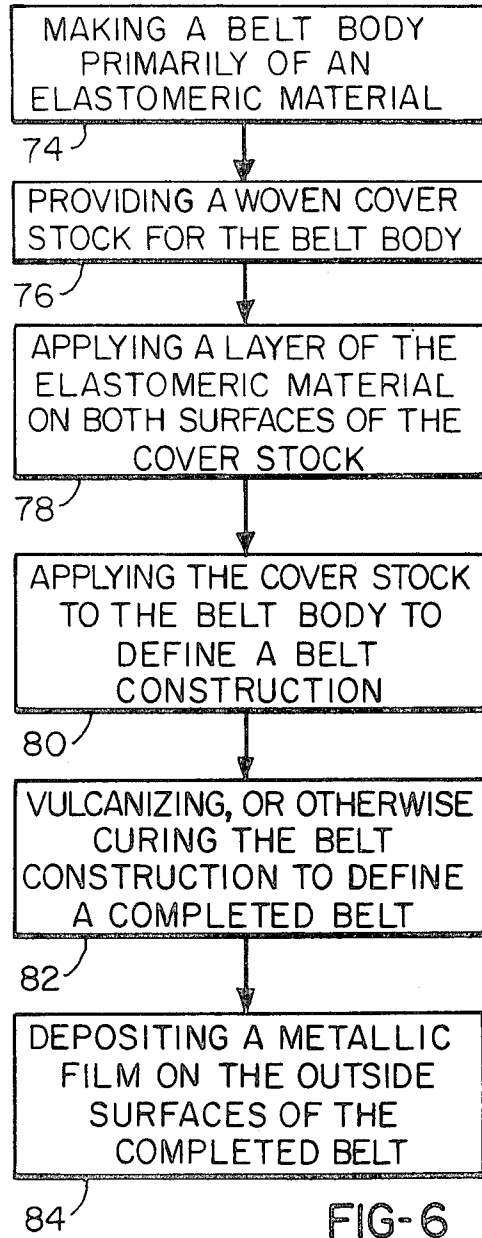 MAKING A BELT BODY
PRIMARILY OF AN
ELASTOMERIC MATERIAL
74
PROVIDING A WOVEN COVER
STOCK FOR THE BELT BODY
76
APPLYING A LAYER OF THE
ELASTOMERIC MATERIAL
ON BOTH SURFACES OF THE
COVER STOCK
78
APPLYING THE COVER STOCK
TO THE BELT BODY TO
DEFINE A BELT
CONSTRUCTION
80
VULCANIZING, OR OTHERWISE
CURING THE BELT
CONSTRUCTION TO DEFINE
A COMPLETED BELT
82
DEPOSITING A METALLIC
FILM ON THE OUTSIDE
SURFACES OF THE
COMPLETED BELT
84
FIG-6